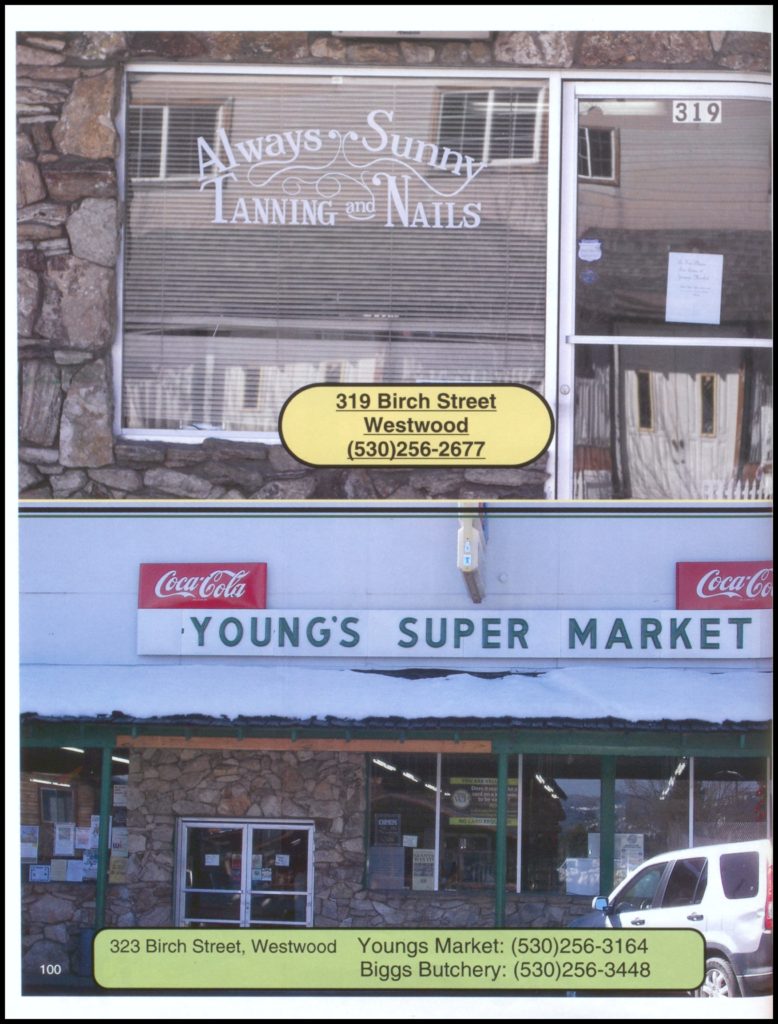 319
Always Sunny
Tanning and Nails
319 Birch Street
Westwood
(530)256-2677
Coca-Cola
Coca-Co
YOUNG'S SUPER MARKET
OPEN
323 Birch Street, Westwood
Youngs Market: (530)256-3164
Biggs Butchery: (530)256-3448
100